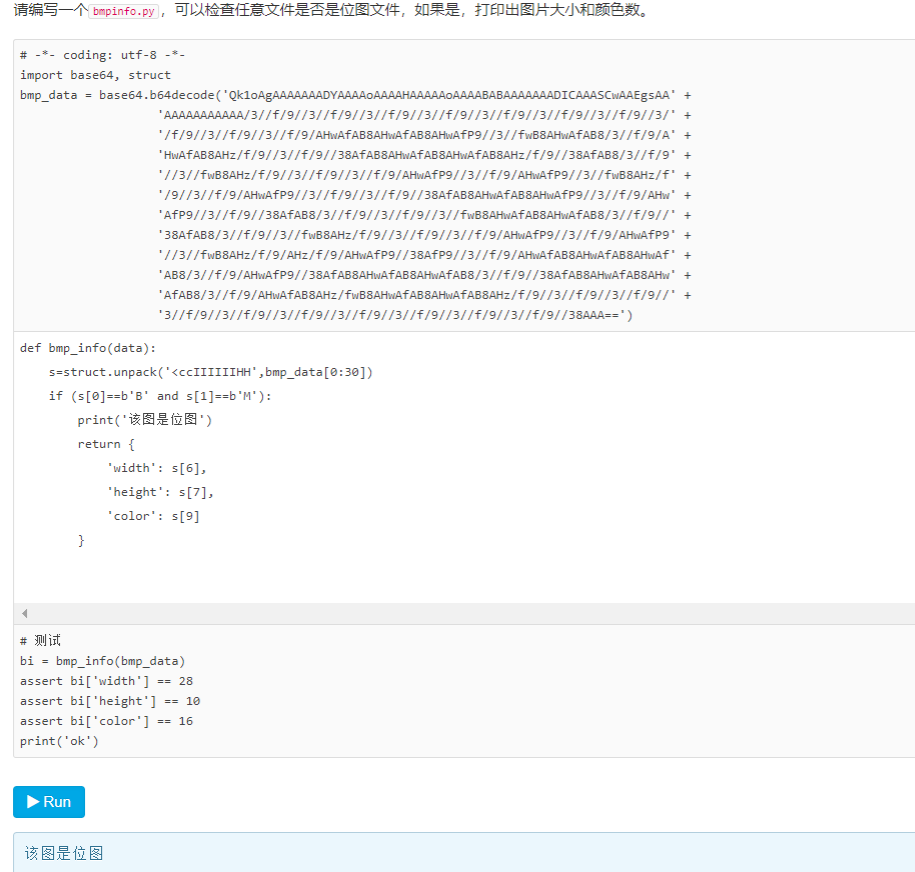 请编写一个bmpinfo.py，可以检查任意文件是否是位图文件，如果是，打印出图片大小和颜色数。
# -*- coding: utf-8 -*-
import base64, struct
bmp_data = base64.b64decode('Qk1oAgAAAAAAADYAAAAoAAAAHAAAAAoAAAABABAAAAAAADICAAASCwAAEgsAA' +
'AAAAAAAAAAA/3//f/9//3//f/9//3//f/9//3//f/9//3//f/9//3//f/9//3/' +
'/f/9//3//f/9//3//f/9/AHwAfAB8AHwAfAB8AHwAfP9//3//fwB8AHwAfAB8/3//f/9/A' +
'HwAfAB8AHz/f/9//3//f/9//38AfAB8AHwAfAB8AHwAfAB8AHz/f/9//38AfAB8/3//f/9' +
'//3//fwB8AHz/f/9//3//f/9//3//f/9/AHwAfP9//3//f/9/AHwAfP9//3//fwB8AHz/f' +
'/9//3//f/9/AHwAfP9//3//f/9//3//f/9//38AfAB8AHwAfAB8AHwAfP9//3//f/9/AHw' +
'AfP9//3//f/9//38AfAB8/3//f/9//3//f/9//3//fwB8AHwAfAB8AHwAfAB8/3//f/9//' +
'38AfAB8/3//f/9//3//fwB8AHz/f/9//3//f/9//3//f/9/AHwAfP9//3//f/9/AHwAfP9' +
'//3//fwB8AHz/f/9/AHz/f/9/AHwAfP9//38AfP9//3//f/9/AHwAfAB8AHwAfAB8AHwAf' +
'AB8/3//f/9/AHwAfP9//38AfAB8AHwAfAB8AHwAfAB8/3//f/9//38AfAB8AHwAfAB8AHw' +
'AfAB8/3//f/9/AHwAfAB8AHz/fwB8AHwAfAB8AHwAfAB8AHz/f/9//3//f/9//3//f/9//' +
'3//f/9//3//f/9//3//f/9//3//f/9//3//f/9//3//f/9//3//f/9//38AAA==')
def bmp_info(data):
s=struct.unpack('<ccIIIIIIHH',bmp_data[0:30])
if (s[0]==b'B' and s[1]==b'M'):
print('该图是位图')
return {
'width': s[6],
'height': s[7],
'color': s[9]
}
# 测试
bi = bmp_info(bmp_data)
assert bi['width'] == 28
assert bi['height'] == 10
assert bi['color'] == 16
print('ok')
Run
该图是位图